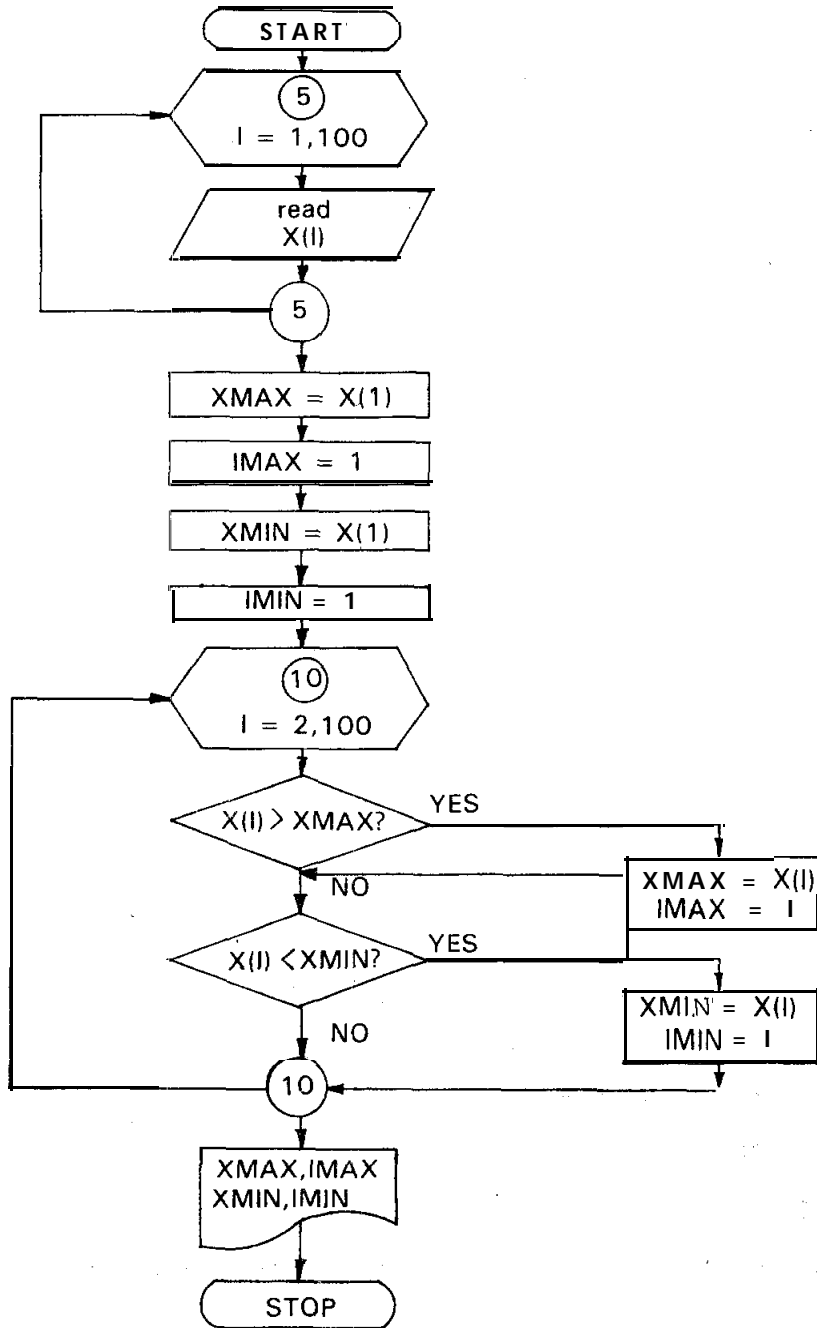 START
5
I = 1,100
read
X(I)
5
XMAX = X(1)
IMAX = 1
XMIN = X(1)
IMIN = 1
10
I = 2,100
X(I) > XMAX?
YES
NO
XMAX = X(I)
IMAX = I
X(I) < XMIN?
YES
NO
XMIN = X(I)
IMIN = I
10
XMAX,IMAX
XMIN,IMIN
STOP